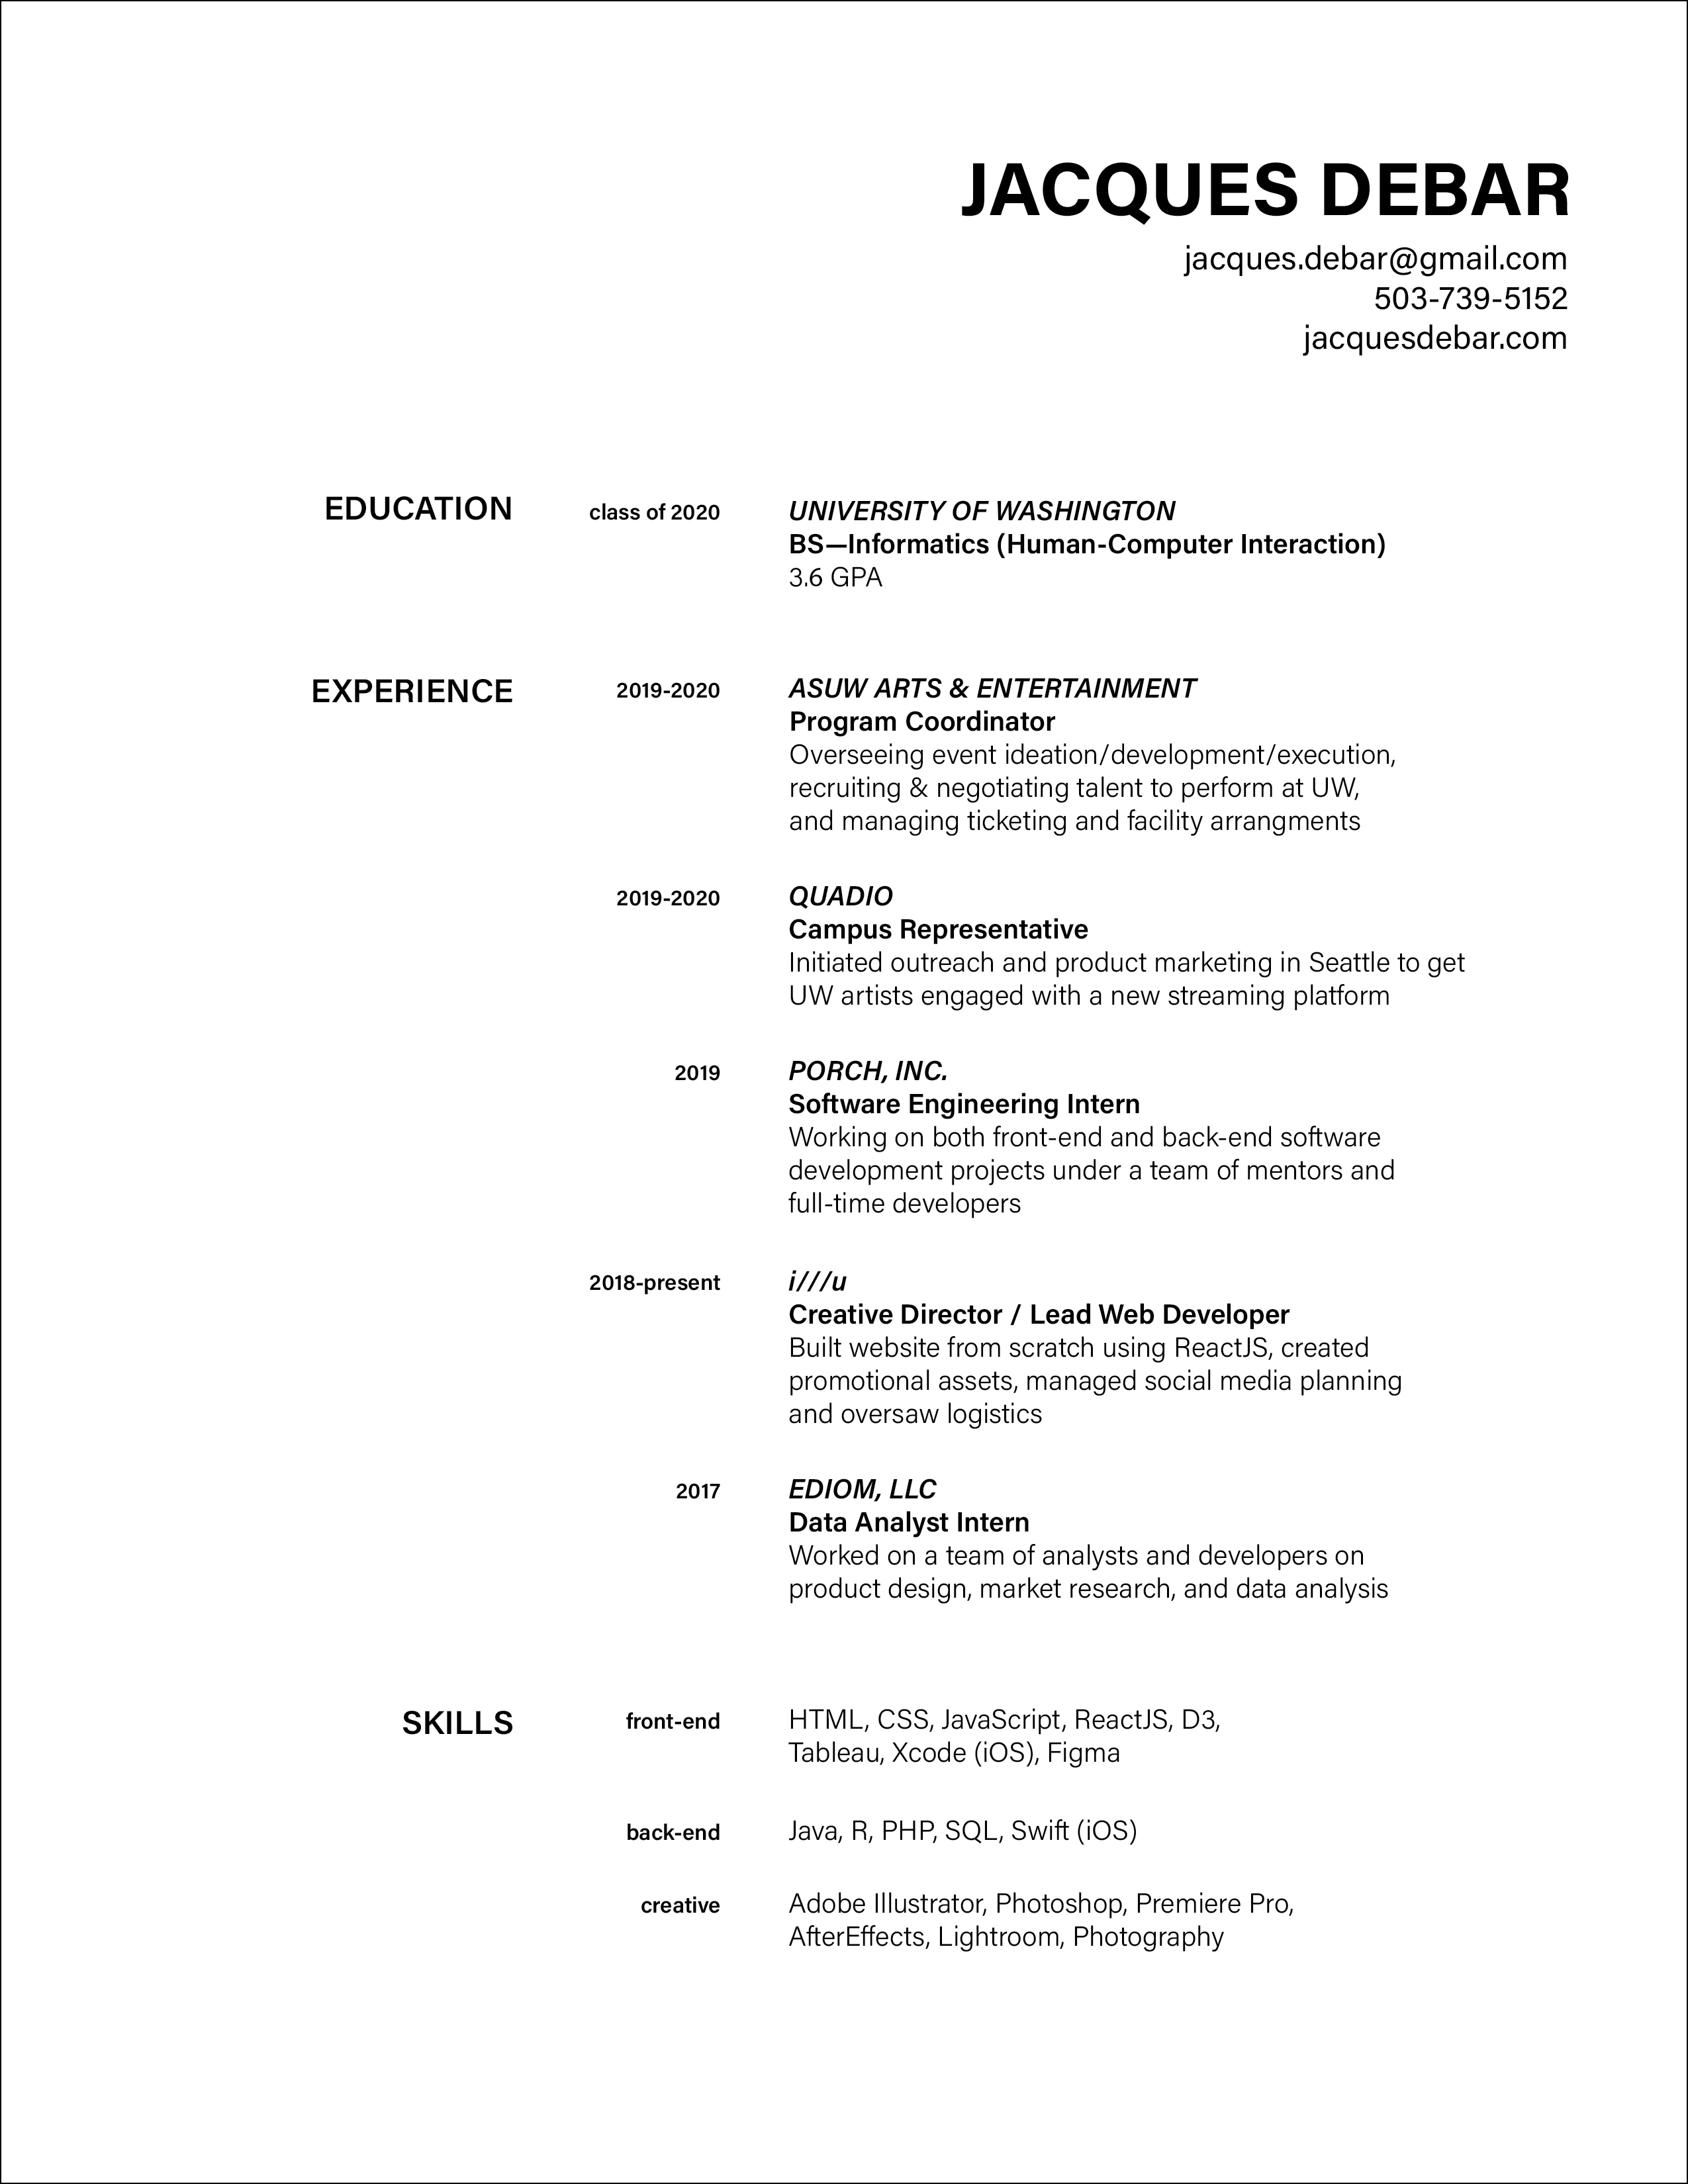 JACQUES DEBAR
jacques.debar@gmail.com
503-739-5152
jacquesdebar.com
EDUCATION
class of 2020
UNIVERSITY OF WASHINGTON
BS—Informatics (Human-Computer Interaction)
3.6 GPA
EXPERIENCE
2019-2020
ASUW ARTS & ENTERTAINMENT
Program Coordinator
Overseeing event ideation/development/execution,
recruiting & negotiating talent to perform at UW,
and managing ticketing and facility arrangments
2019-2020
QUADIO
Campus Representative
Initiated outreach and product marketing in Seattle to get
UW artists engaged with a new streaming platform
2019
PORCH, INC.
Software Engineering Intern
Working on both front-end and back-end software
development projects under a team of mentors and
full-time developers
2018-present
i///u
Creative Director / Lead Web Developer
Built website from scratch using ReactJS, created
promotional assets, managed social media planning
and oversaw logistics
2017
EDIOM, LLC
Data Analyst Intern
Worked on a team of analysts and developers on
product design, market research, and data analysis
SKILLS
front-end
HTML, CSS, JavaScript, ReactJS, D3,
Tableau, Xcode (iOS), Figma
back-end
Java, R, PHP, SQL, Swift (iOS)
creative
Adobe Illustrator, Photoshop, Premiere Pro,
AfterEffects, Lightroom, Photography